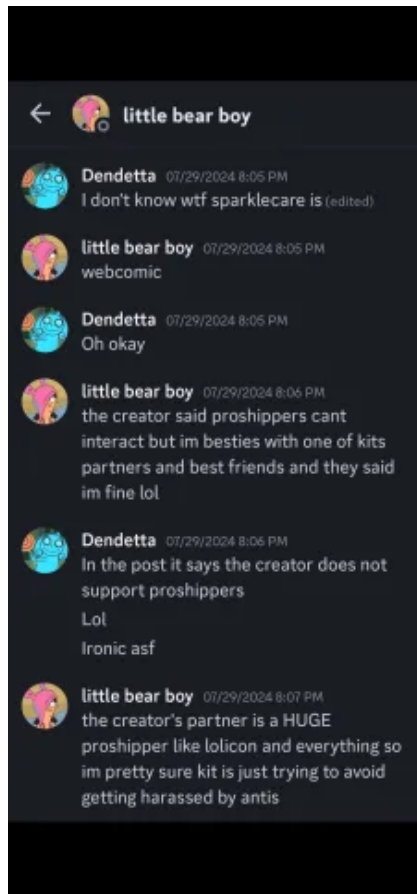 little bear boy
Dendetta 07/29/2024 8:05 PM
I don't know wtf sparklecare is (edited)
little bear boy 07/29/2024 8:05 PM
webcomic
Dendetta 07/29/2024 8:05 PM
Oh okay
little bear boy 07/29/2024 8:06 PM
the creator said proshippers cant
interact but im besties with one of kits
partners and best friends and they said
im fine lol
Dendetta 07/29/2024 8:06 PM
In the post it says the creator does not
support proshippers
Lol
Ironic asf
little bear boy 07/29/2024 8:07 PM
the creator's partner is a HUGE
proshipper like lolicon and everything so
im pretty sure kit is just trying to avoid
getting harassed by antis